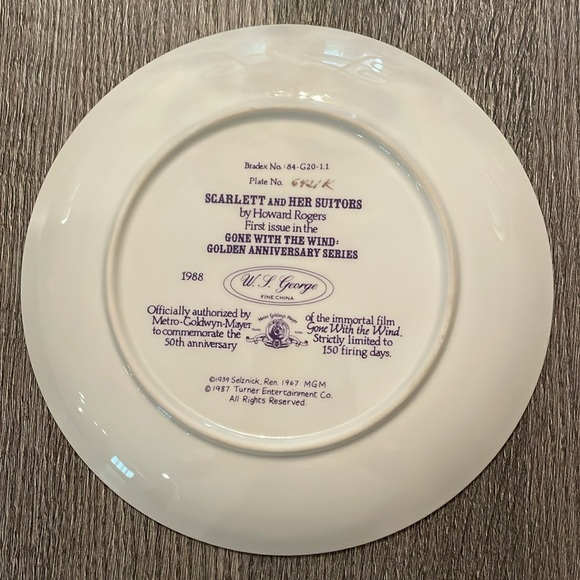 Bradex No. 84-G20-1.1
Plate No.
SCARLETT AND HER SUITORS
by Howard Rogers
First issue in the
GONE WITH THE WIND:
GOLDEN ANNIVERSARY SERIES
1988
W. S. George
FINE CHINA
Officially authorized by
Metro-Goldwyn-Mayer
to commemorate the
50th anniversary
of the immortal film
Gone With the Wind.
Strictly limited to
150 firing days.
©1939 Selznick, Ren. 1967 MGM
©1987 Turner Entertainment Co.
All Rights Reserved.